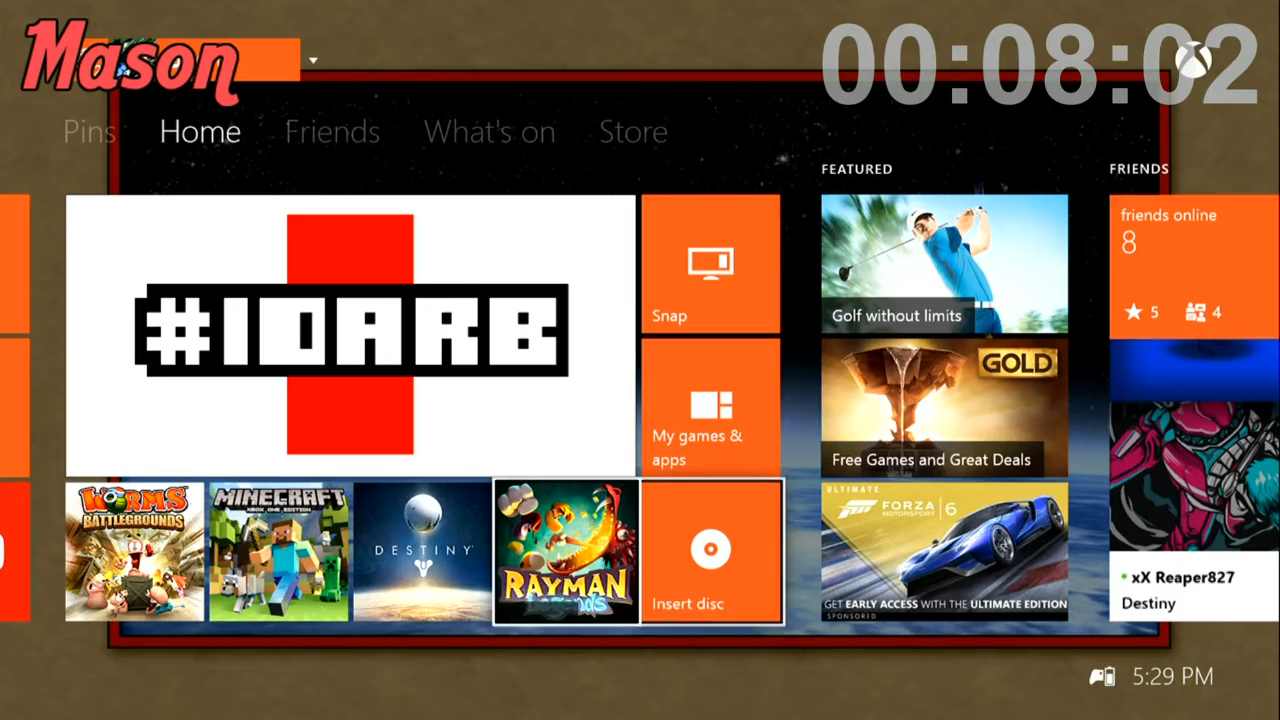 Mason
00:08:02
Pins Home Friends What's on Store
FEATURED
FRIENDS
#IDARB
Snap
My games &
apps
Golf without limits
GOLD
Free Games and Great Deals
friends online
8
5 4
WORMS
BATTLEGROUNDS
MINECRAFT
XBOX ONE EDITION
DESTINY
RAYMAN
LEGENDS
Insert disc
ULTIMATE
FORZA
MOTORSPORT 6
GET EARLY ACCESS WITH THE ULTIMATE EDITION
SPONSORED
xX Reaper827
Destiny
5:29 PM